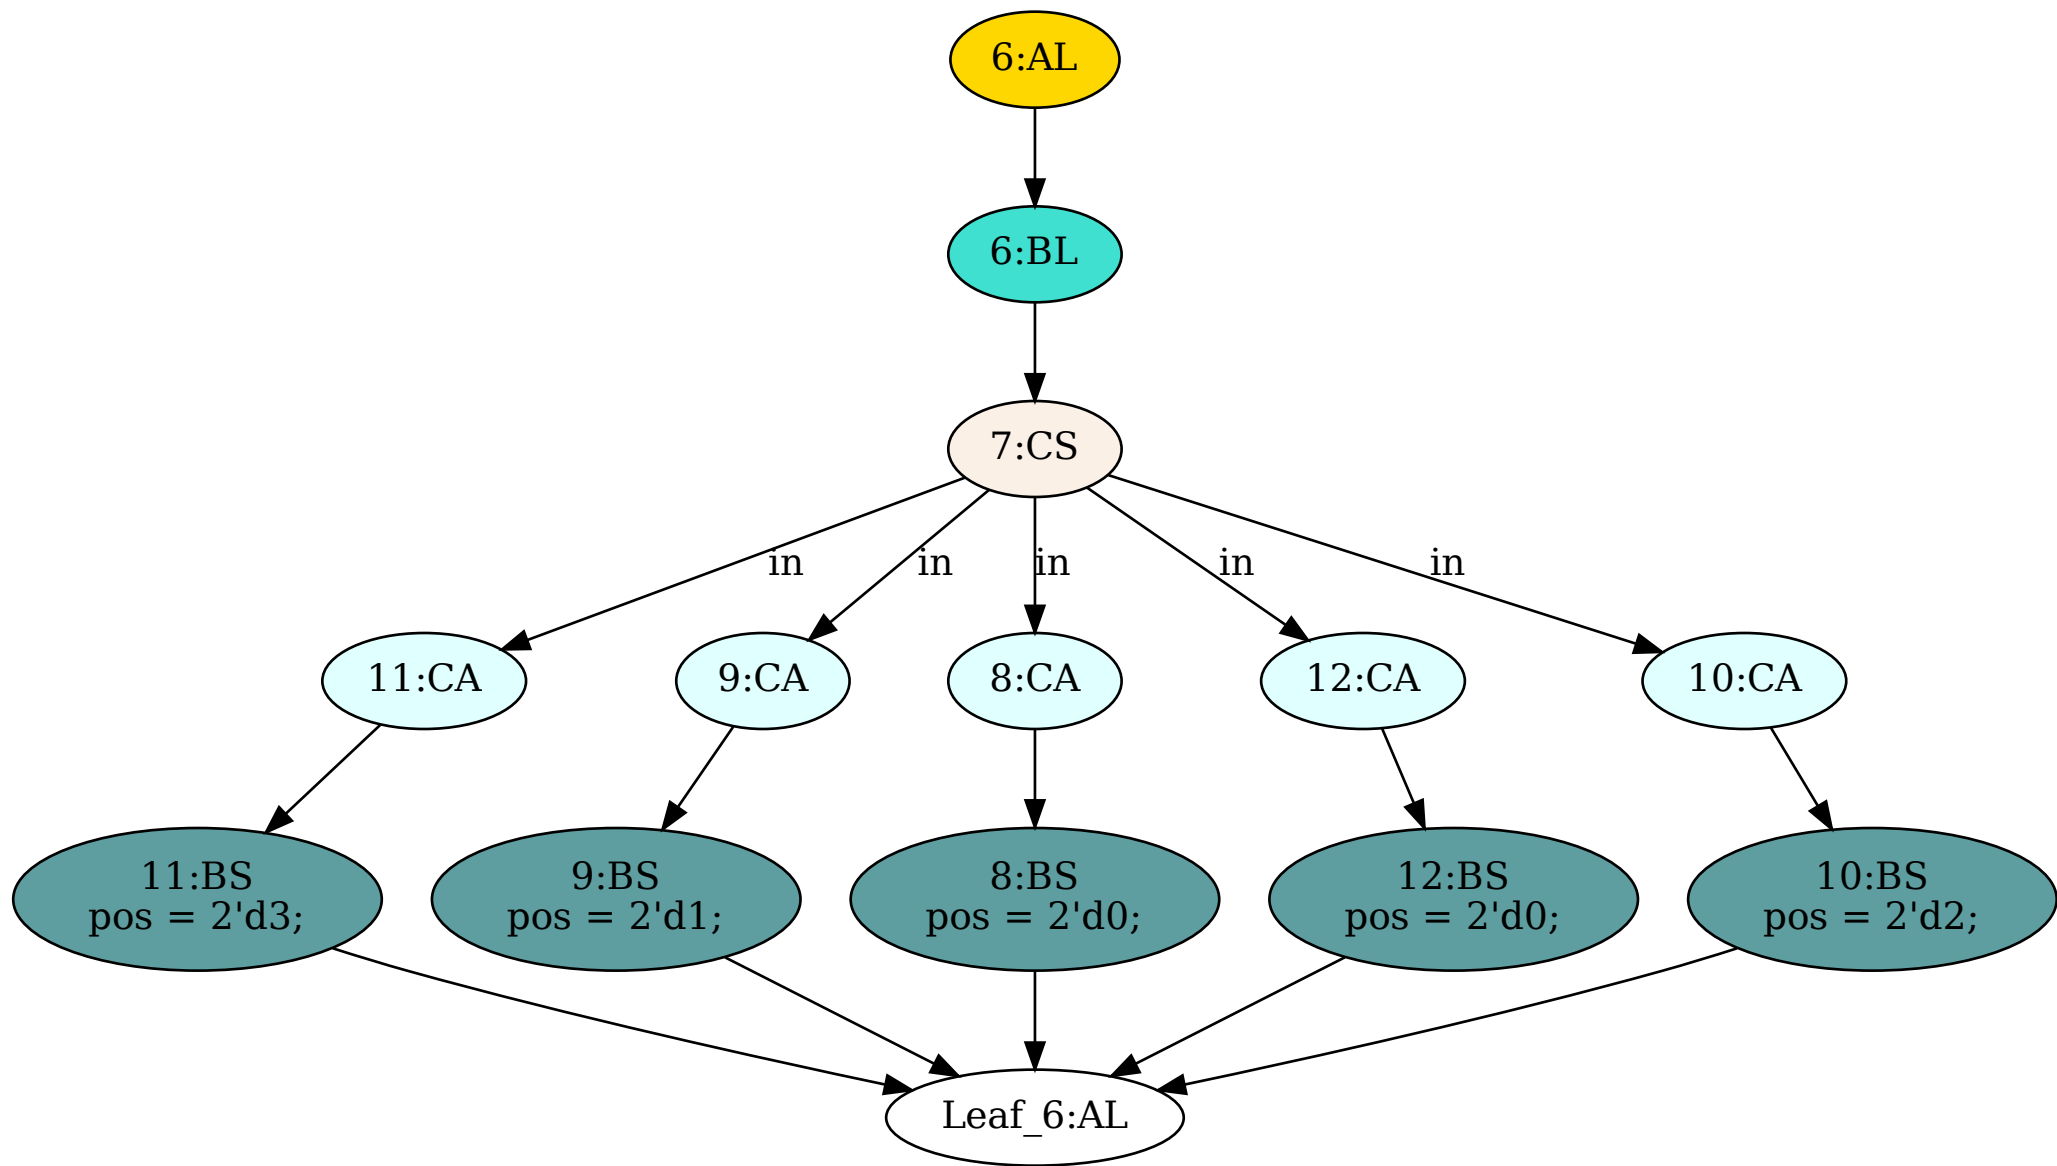 6:AL
6:BL
7:CS
in
in
in
in
in
11:CA
9:CA
8:CA
12:CA
10:CA
11:BS
pos = 2'd3;
9:BS
pos = 2'd1;
8:BS
pos = 2'd0;
12:BS
pos = 2'd0;
10:BS
pos = 2'd2;
Leaf_6:AL